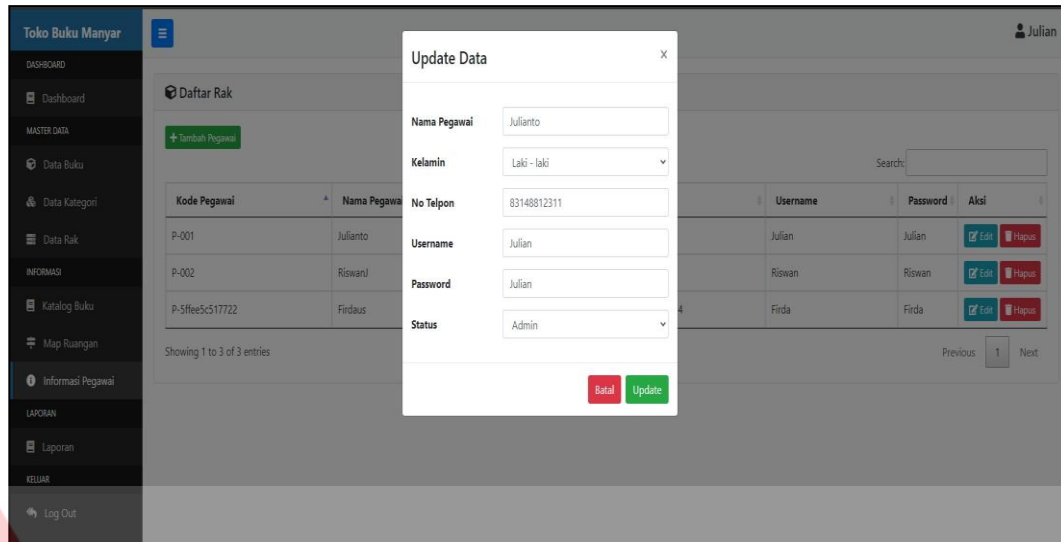 Toko Buku Manyar
Julian
DASHBOARD
Dashboard
MASTER DATA
Data Buku
Data Kategori
Data Rak
INFORMASI
Katalog Buku
Map Ruangan
Informasi Pegawai
LAPORAN
Laporan
KELUAR
Log Out
Daftar Rak
+ Tambah Pegawai
Search:
Kode Pegawai Nama Pegawai Username Password Aksi
P-001 Julianto Julian Julian Edit Hapus
P-002 RiswanJ Riswan Riswan Edit Hapus
P-5ffee5c517722 Firdaus 4 Firda Firda Edit Hapus
Showing 1 to 3 of 3 entries
Previous 1 Next
Update Data X
Nama Pegawai Julianto
Kelamin Laki - laki
No Telpon 83148812311
Username Julian
Password Julian
Status Admin
Batal Update